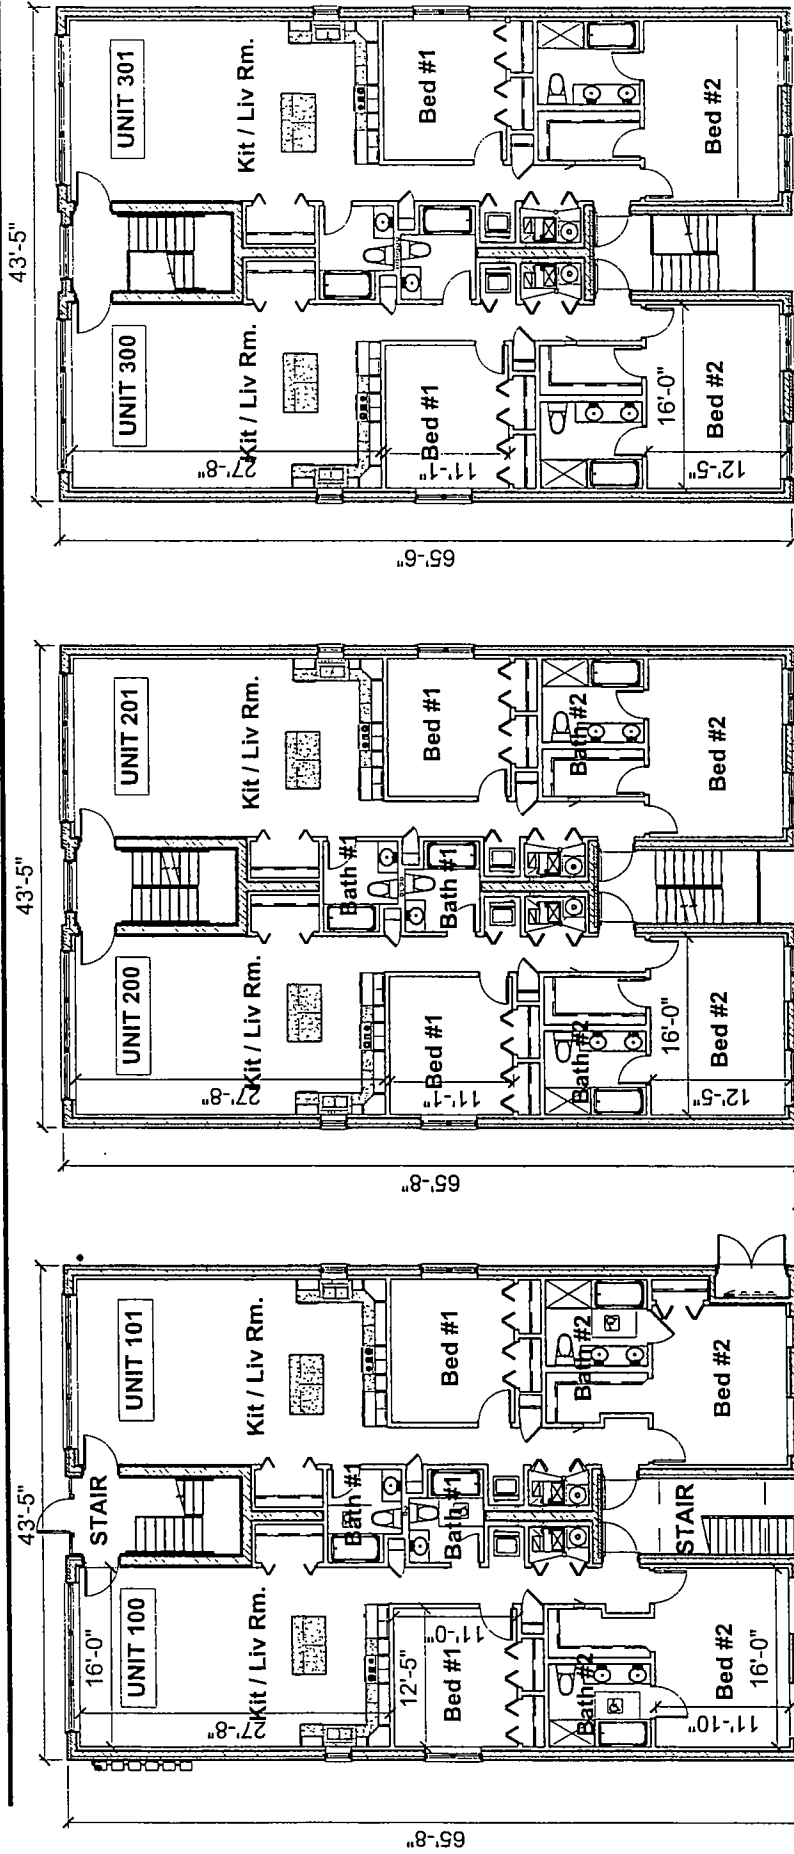 43'-5"
UNIT 301
Kit / Liv Rm.
Bed #1
Bed #2
UNIT 300
Kit / Liv Rm.
27'-8"
Bed #1
11'-1"
16'-0"
Bed #2
12'-5"
65'-6"
43'-5"
UNIT 201
Kit / Liv Rm.
Bed #1
Bath #2
Bed #2
Bath #1
Bath #1
UNIT 200
Kit / Liv Rm.
27'-8"
Bed #1
11'-1"
Bath #2
16'-0"
Bed #2
12'-5"
65'-8"
43'-5"
UNIT 101
Kit / Liv Rm.
Bed #1
Bath #2
Bed #2
STAIR
Bath #1
Bath #1
STAIR
16'-0"
UNIT 100
Kit / Liv Rm.
27'-8"
12'-5"
11'-0"
Bed #1
Bath #2
Bed #2
16'-0"
11'-10"
65'-8"